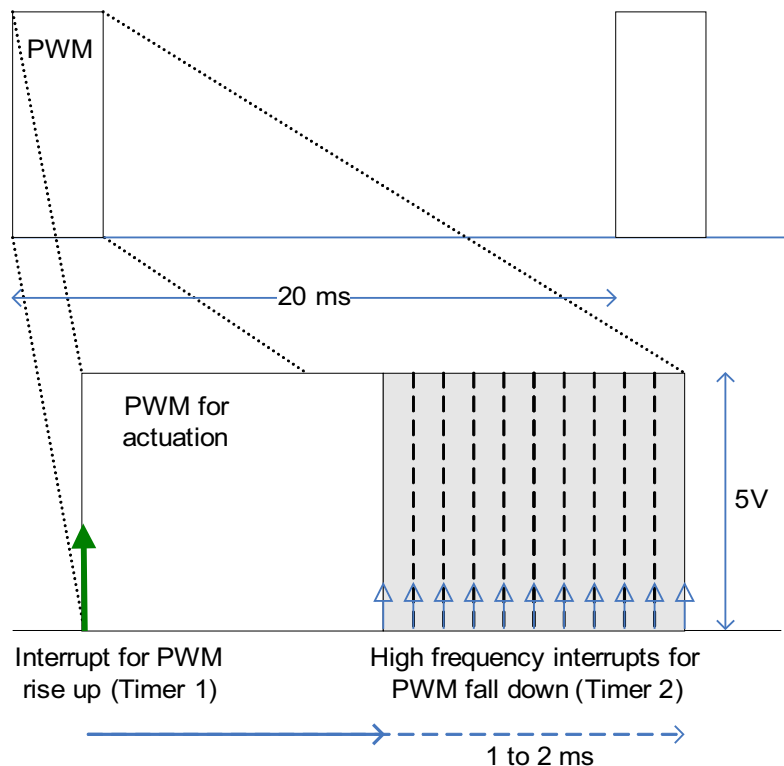 PWM
20 ms
PWM for
actuation
5V
Interrupt for PWM
rise up (Timer 1)
High frequency interrupts for
PWM fall down (Timer 2)
1 to 2 ms